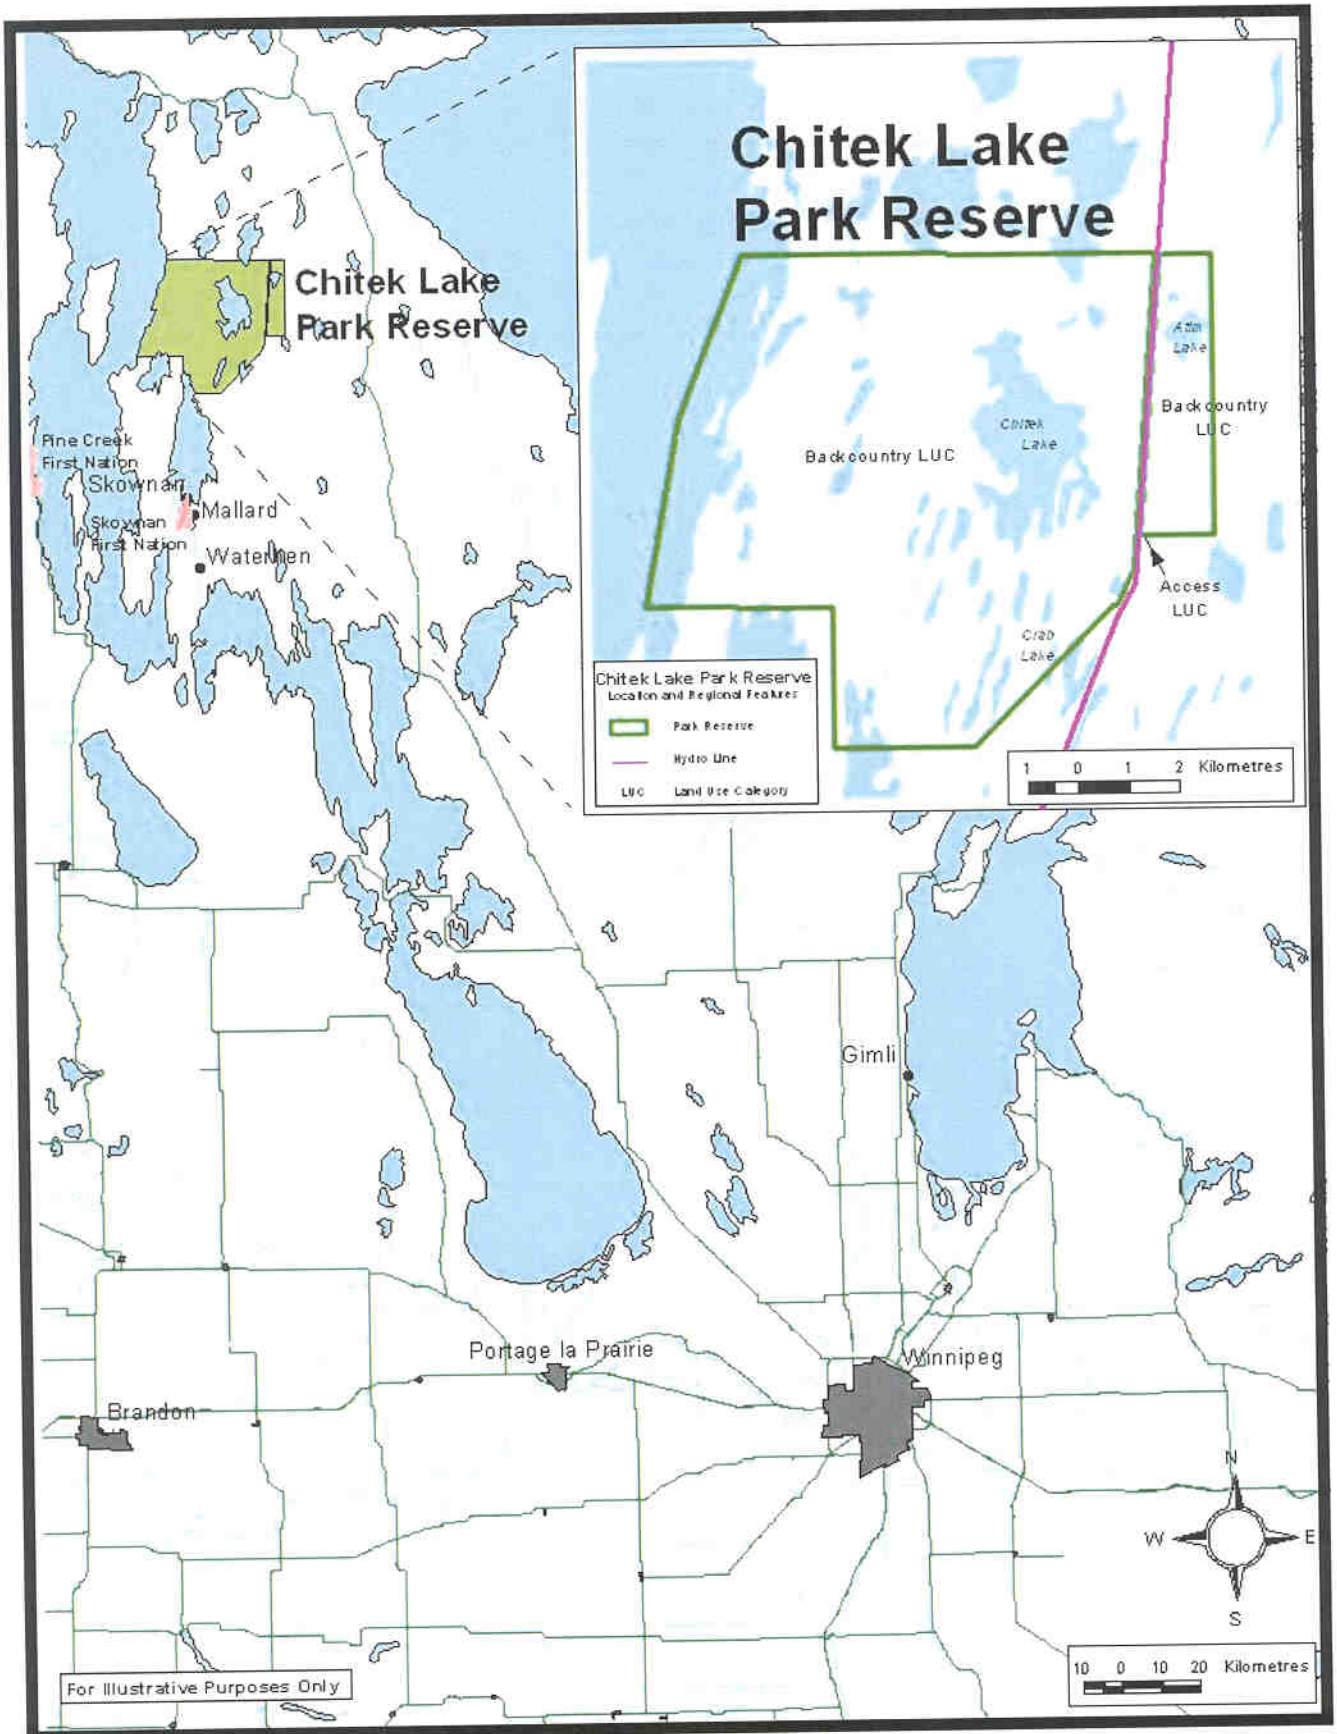 Chitek Lake
Park Reserve
Attn
Lake
Backcountry
LUC
Chitek
Lake
Backcountry LUC
Access
LUC
Crab
Lake
Chitek Lake Park Reserve
Location and Regional Features
Park Reserve
Hydro Line
LUC Land Use Category
1 0 1 2 Kilometres
Chitek Lake
Park Reserve
Pine Creek
First Nation
Skownan
Mallard
Skownan
First Nation
Waterhen
Gimli
Portage la Prairie
Winnipeg
Brandon
N
W E
S
10 0 10 20 Kilometres
For Illustrative Purposes Only